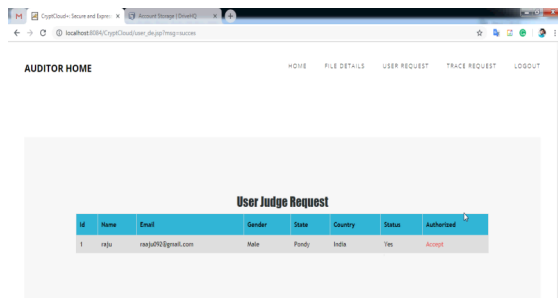 CryptCloud+: Secure and Expres
Account Storage | DriveHQ
localhost:8084/CryptCloud/user_de.jsp?msg=succes
AUDITOR HOME
HOME FILE DETAILS USER REQUEST TRACE REQUEST LOGOUT
User Judge Request
Id Name Email Gender State Country Status Authorized
1 raju raaju092@gmail.com Male Pondy India Yes Accept